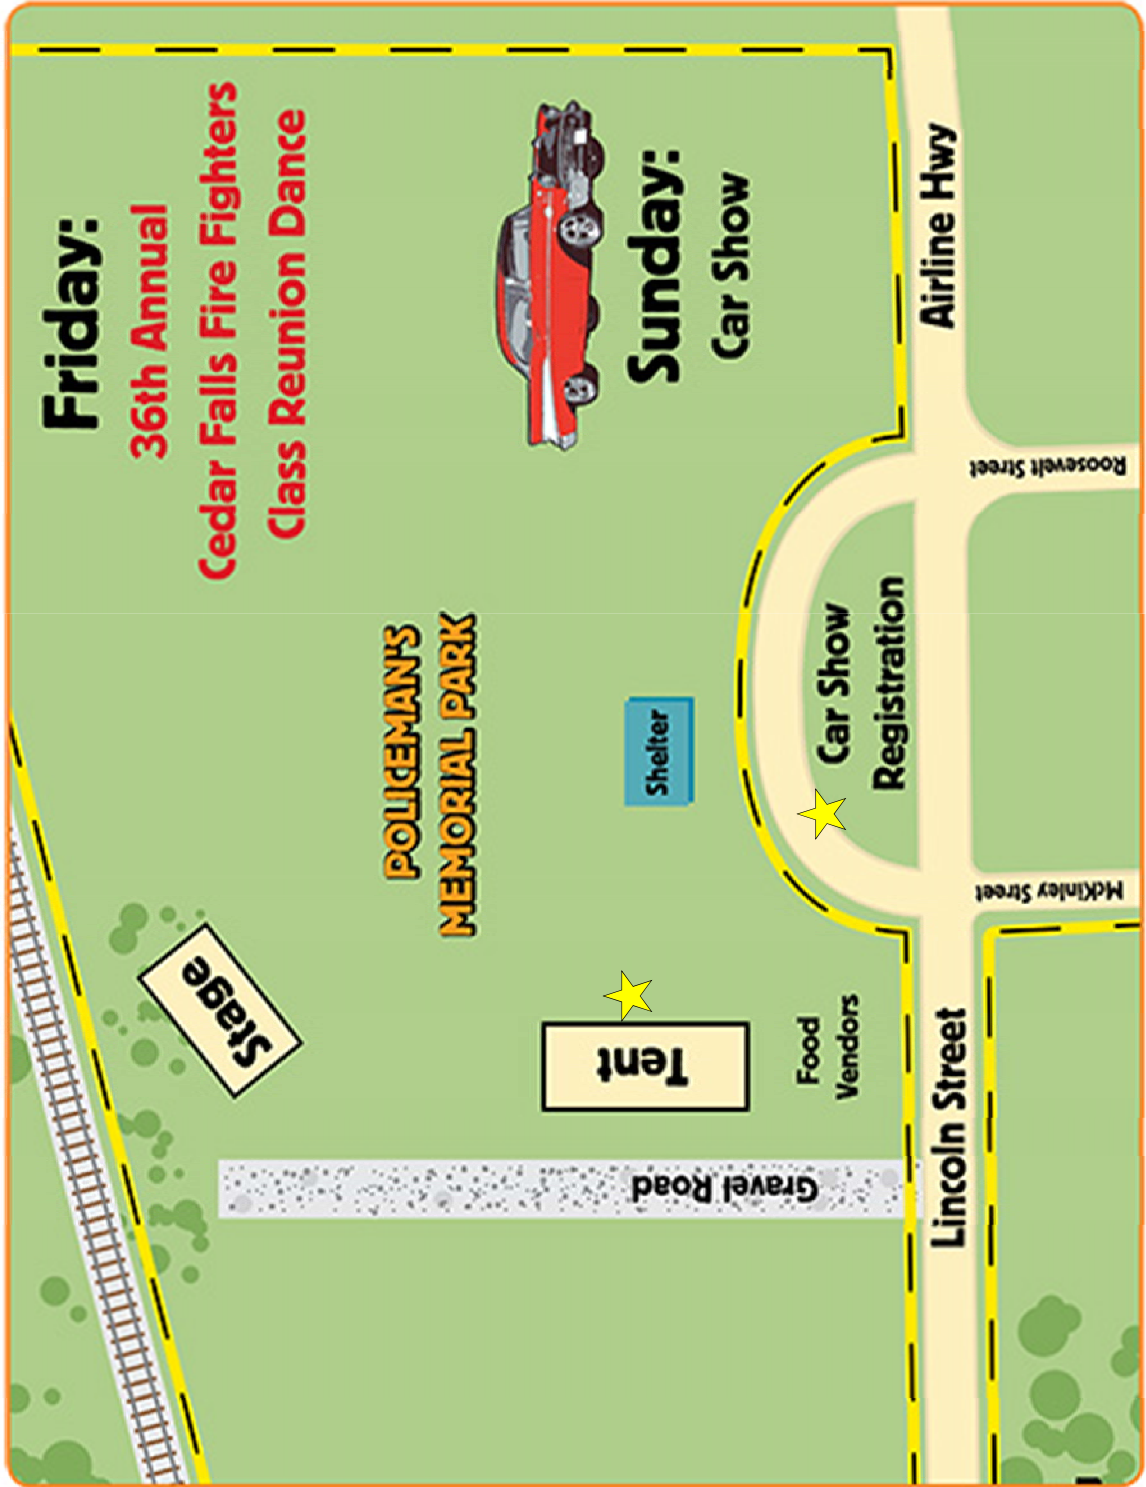 Friday:
36th Annual
Cedar Falls Fire Fighters
Class Reunion Dance
Sunday:
Car Show
Airline Hwy
Roosevelt Street
POLICEMAN'S
MEMORIAL PARK
Shelter
Car Show
Registration
McKinley Street
Stage
Tent
Food
Vendors
Lincoln Street
Gravel Road